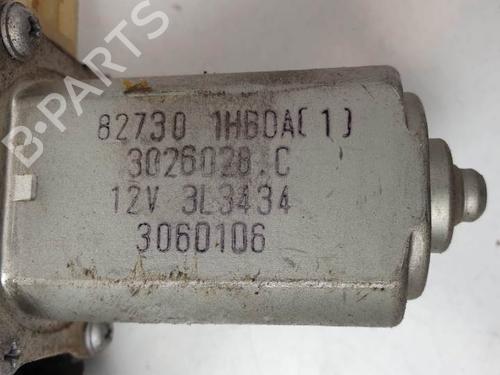 82730 1HB0A(1)
3026028.C
12V 3L3434
3060106
B-PARTS